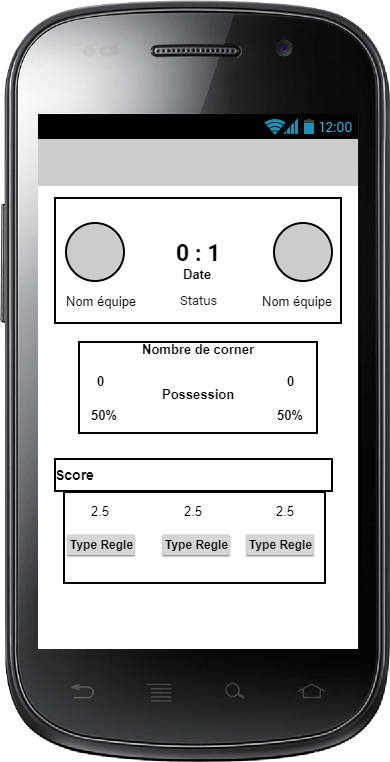 12:00
0 : 1
Date
Nom équipe Status Nom équipe
Nombre de corner
0 0
Possession
50% 50%
Score
2.5 2.5 2.5
Type Regle Type Regle Type Regle